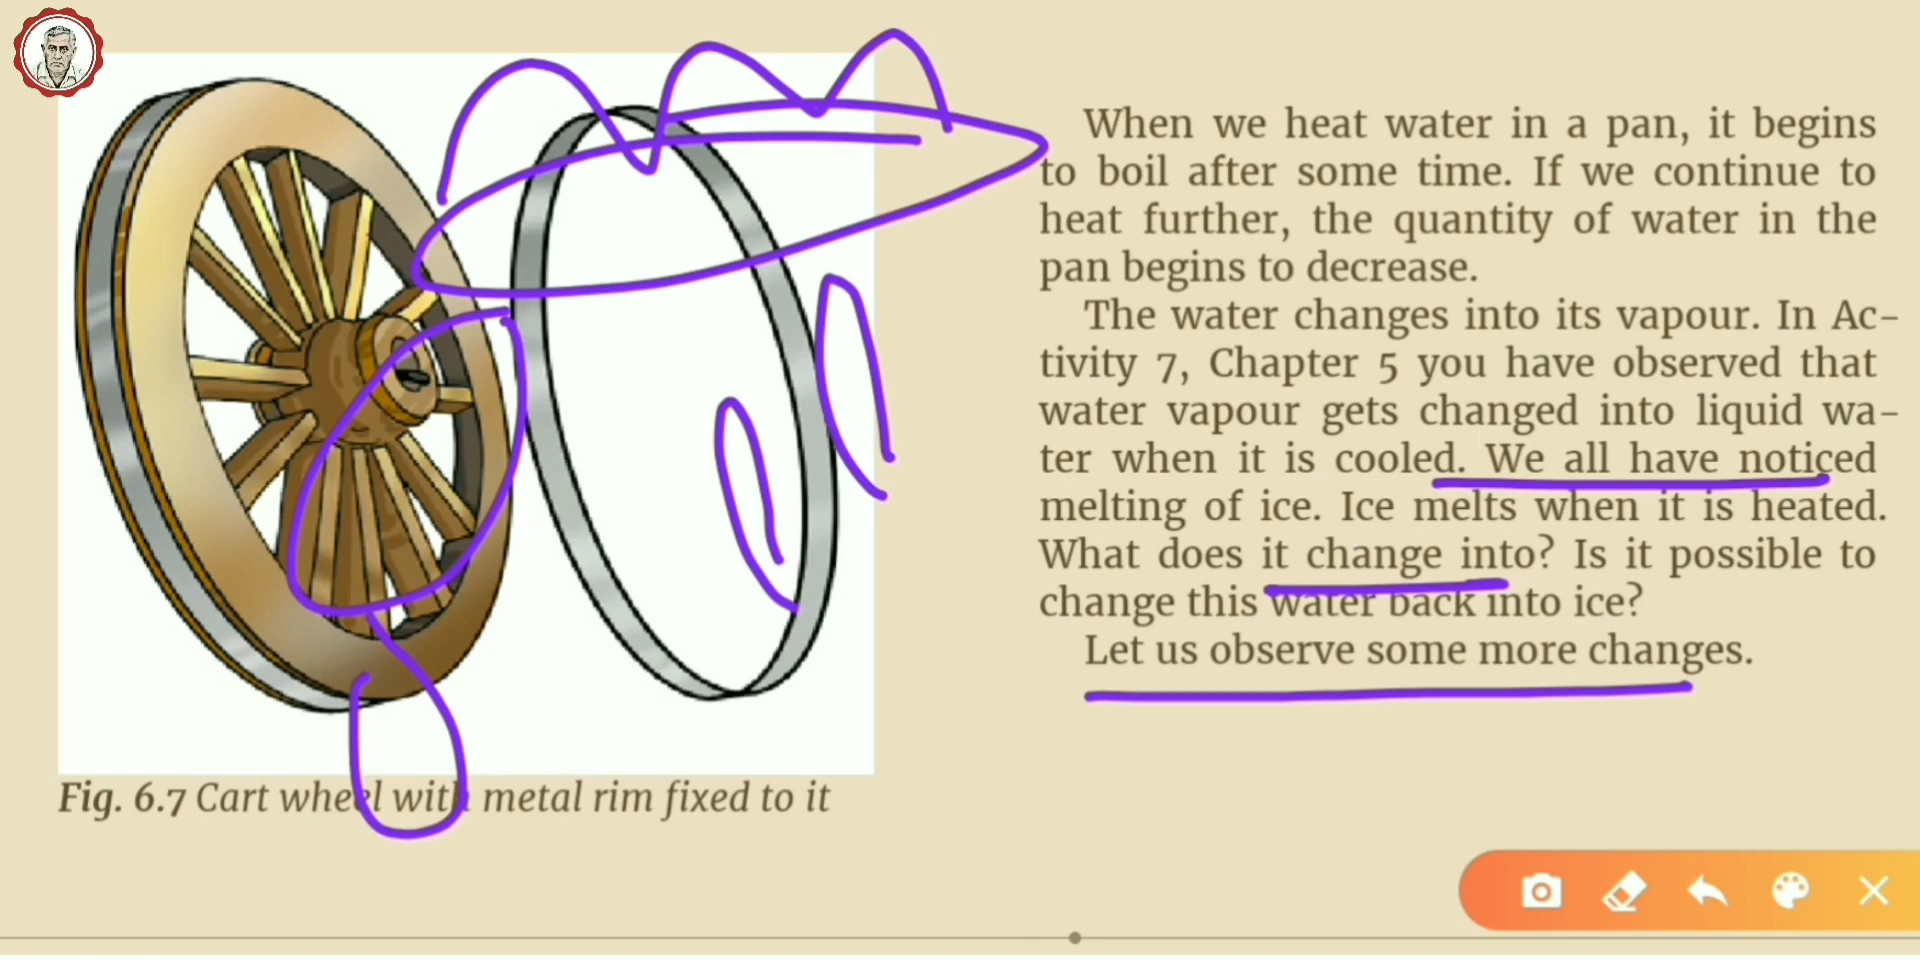 When we heat water in a pan, it begins
to boil after some time. If we continue to
heat further, the quantity of water in the
pan begins to decrease.
The water changes into its vapour. In Ac-
tivity 7, Chapter 5 you have observed that
water vapour gets changed into liquid wa-
ter when it is cooled. We all have noticed
melting of ice. Ice melts when it is heated.
What does it change into? Is it possible to
change this water back into ice?
Let us observe some more changes.
Fig. 6.7 Cart wheel with metal rim fixed to it